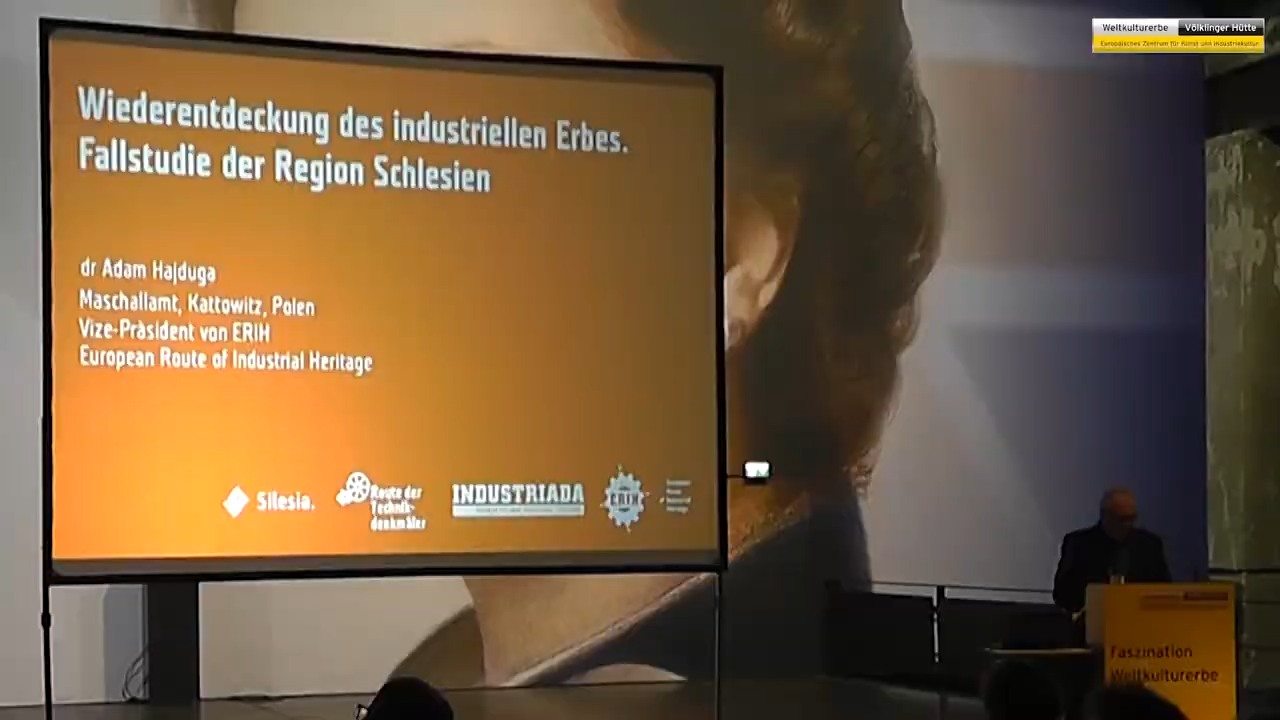 Weltkulturerbe Völklinger Hütte
Europäisches Zentrum für Kunst und Industriekultur
Wiederentdeckung des industriellen Erbes.
Fallstudie der Region Schlesien
dr Adam Hajduga
Maschallamt, Kattowitz, Polen
Vize-Präsident von ERIH
European Route of Industrial Heritage
Silesia.
Route der
Technik-
denkmäler
INDUSTRIADA
ERIH
Faszination
Weltkulturerbe